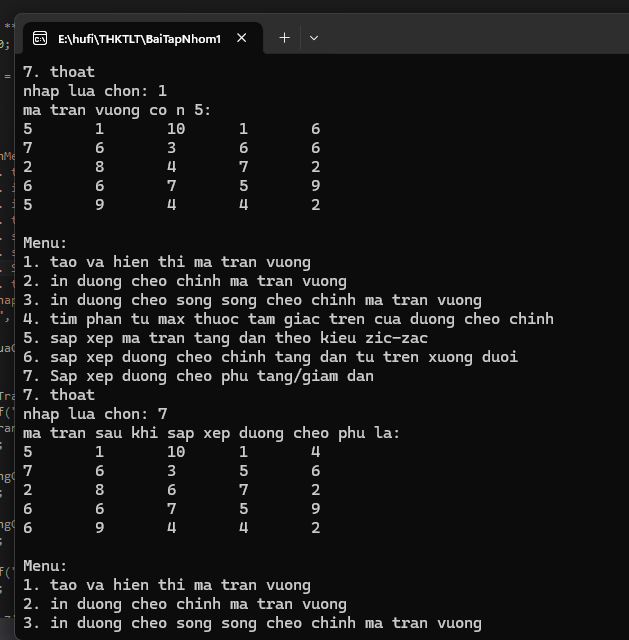 E:\hufi\THKTLT\BaiTapNhom1
7. thoat
nhap lua chon: 1
ma tran vuong co n 5:
5 1 10 1 6
7 6 3 6 6
2 8 4 7 2
6 6 7 5 9
5 9 4 4 2
Menu:
1. tao va hien thi ma tran vuong
2. in duong cheo chinh ma tran vuong
3. in duong cheo song song cheo chinh ma tran vuong
4. tim phan tu max thuoc tam giac tren cua duong cheo chinh
5. sap xep ma tran tang dan theo kieu zic-zac
6. sap xep duong cheo chinh tang dan tu tren xuong duoi
7. Sap xep duong cheo phu tang/giam dan
7. thoat
nhap lua chon: 7
ma tran sau khi sap xep duong cheo phu la:
5 1 10 1 4
7 6 3 5 6
2 8 6 7 2
6 6 7 5 9
6 9 4 4 2
Menu:
1. tao va hien thi ma tran vuong
2. in duong cheo chinh ma tran vuong
3. in duong cheo song song cheo chinh ma tran vuong